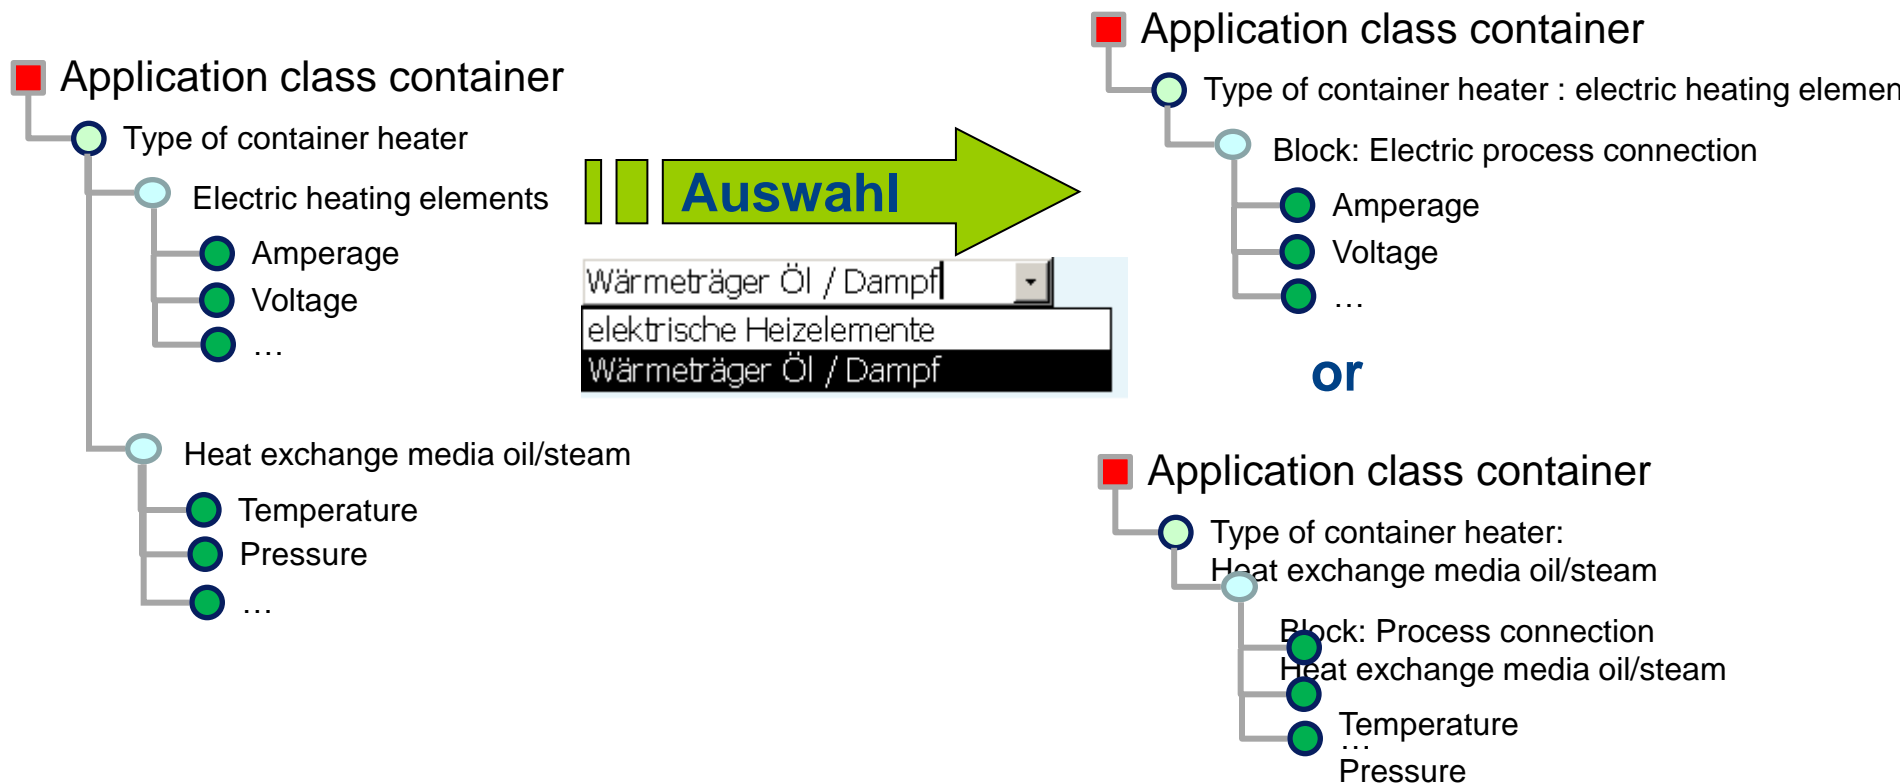 Application class container
Type of container heater
Electric heating elements
Amperage
Voltage
…
Heat exchange media oil/steam
Temperature
Pressure
…
Auswahl
Wärmeträger Öl / Dampf
elektrische Heizelemente
Wärmeträger Öl / Dampf
Application class container
Type of container heater : electric heating elemen
Block: Electric process connection
Amperage
Voltage
…
or
Application class container
Type of container heater:
Heat exchange media oil/steam
Block: Process connection
Heat exchange media oil/steam
Temperature
…
Pressure